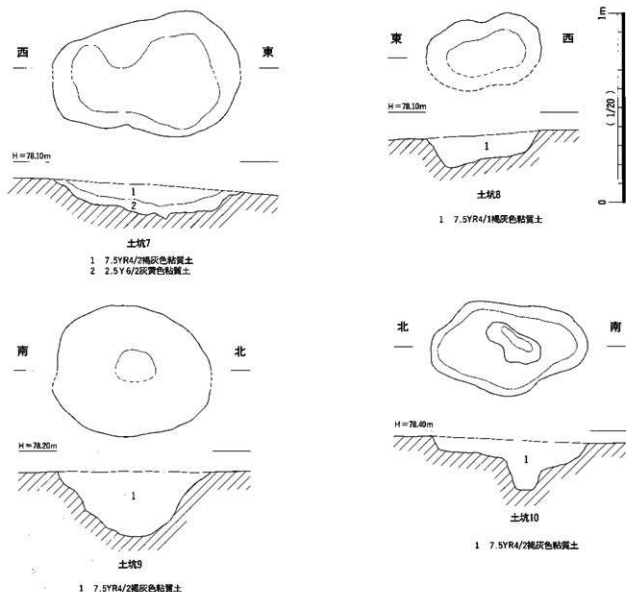 西
東
H＝78.10m
1
2
土坑7
1 7.5YR4/2褐灰色粘質土
2 2.5Y6/2灰黄色粘質土
東
西
H＝78.10m
1
土坑8
1 7.5YR4/1褐灰色粘質土
1m
(1/20)
0
南
北
H＝78.20m
1
土坑9
1 7.5YR4/2褐灰色粘質土
北
南
H＝78.40m
1
土坑10
1 7.5YR4/2褐灰色粘質土